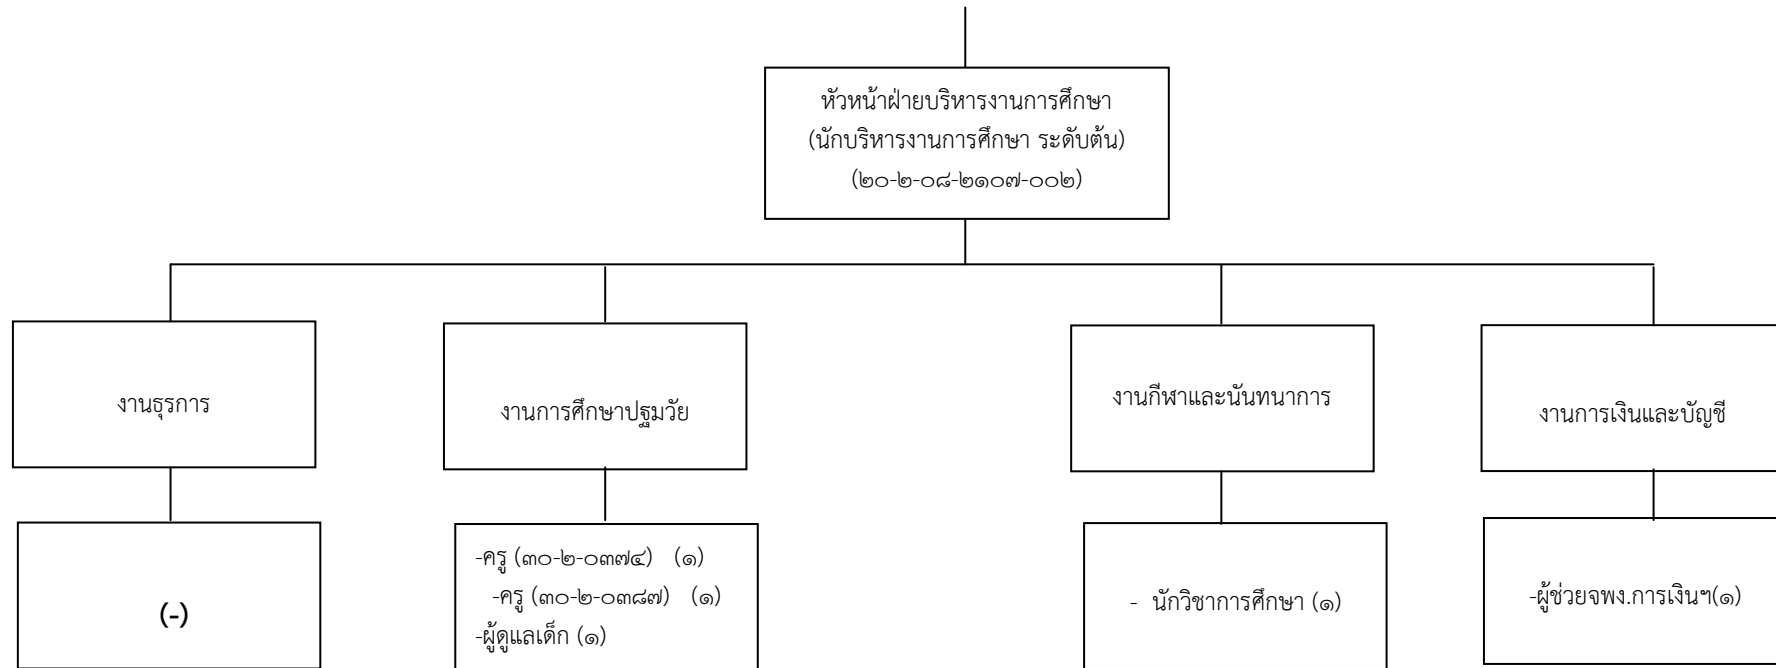 หัวหน้าฝ่ายบริหารงานการศึกษา
(นักบริหารงานการศึกษา ระดับต้น)
(๒๐-๒-๐๘-๒๑๐๗-๐๐๒)
งานธุรการ
งานการศึกษาปฐมวัย
งานกีฬาและนันทนาการ
งานการเงินและบัญชี
(-)
-ครู (๓๐-๒-๐๓๗๔) (๑)
-ครู (๓๐-๒-๐๓๘๗) (๑)
-ผู้ดูแลเด็ก (๑)
- นักวิชาการศึกษา (๑)
-ผู้ช่วยจพง.การเงินฯ(๑)